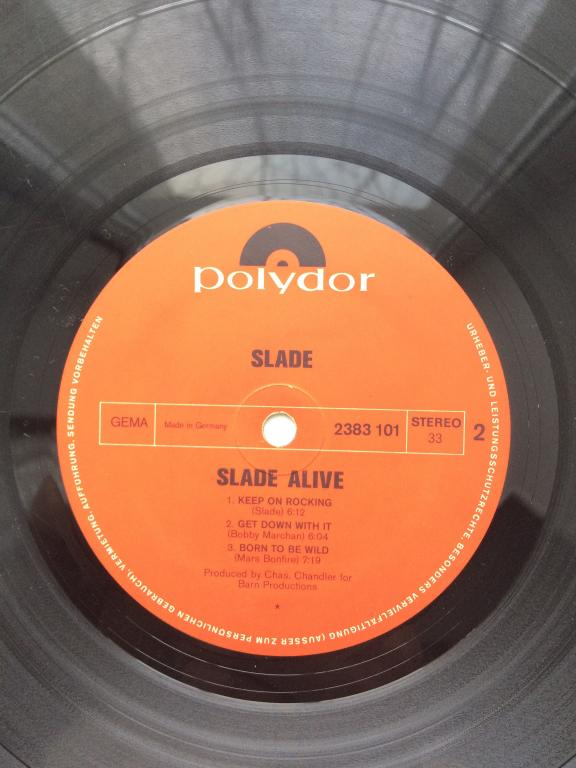 polydor
SLADE
GEMA
Made in Germany
2383 101
STEREO
33
2
SLADE ALIVE
1. KEEP ON ROCKING
(Slade) 6:12
2. GET DOWN WITH IT
(Bobby Marchan) 6:04
3. BORN TO BE WILD
(Mars Bonfire) 7:19
Produced by Chas. Chandler for
Barn Productions
*
URHEBER- UND LEISTUNGSSCHUTZRECHTE, BESONDERS VERVIELFÄLTIGUNG (AUSSER ZUM PERSÖNLICHEN GEBRAUCH), VERMIETUNG, AUFFÜHRUNG, SENDUNG VORBEHALTEN